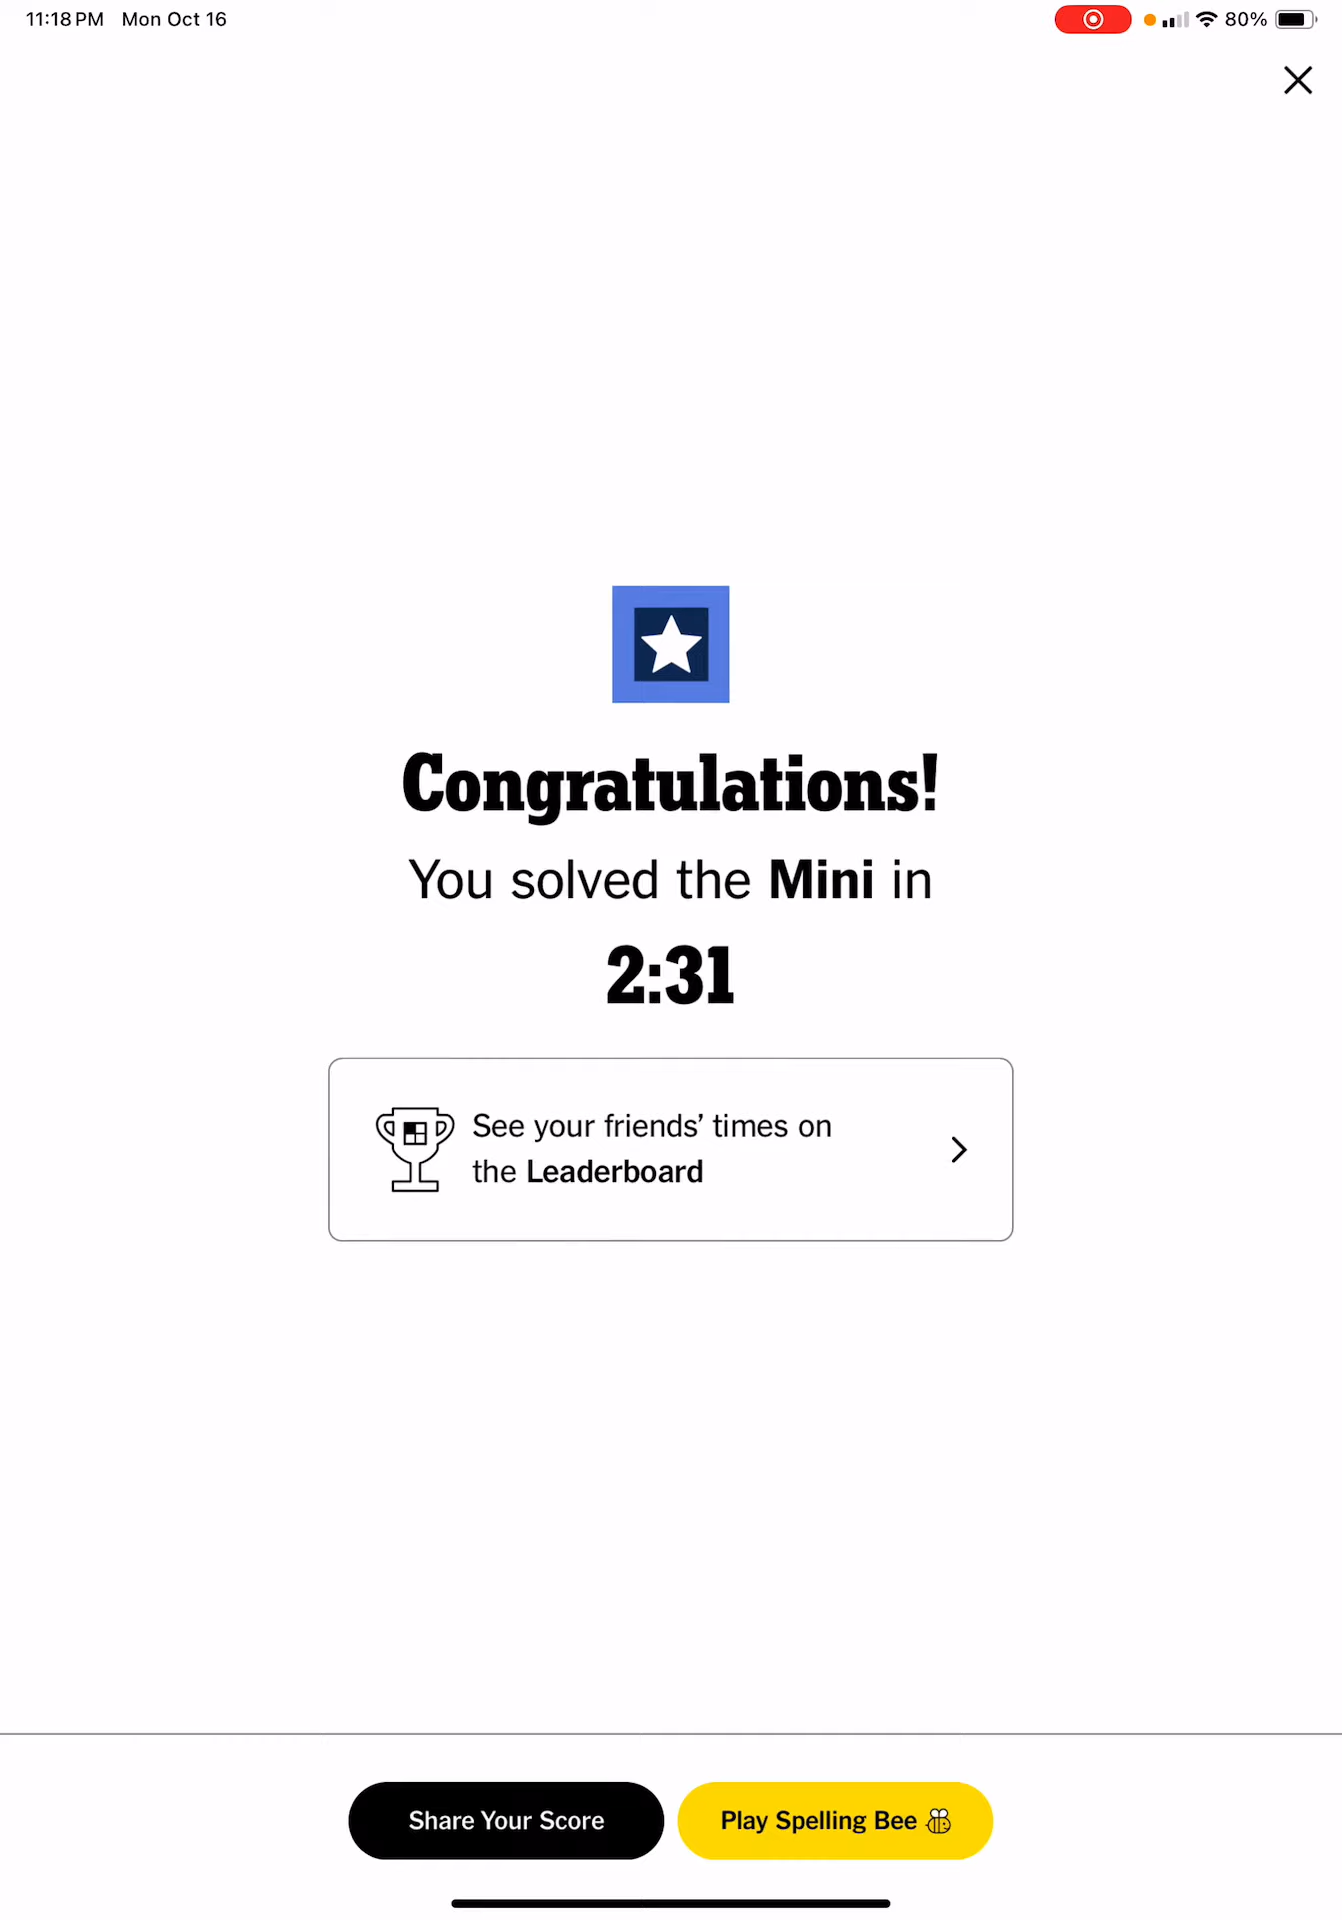 11:18 PM Mon Oct 16 80%
Congratulations!
You solved the Mini in
2:31
See your friends’ times on
the Leaderboard
Share Your Score
Play Spelling Bee